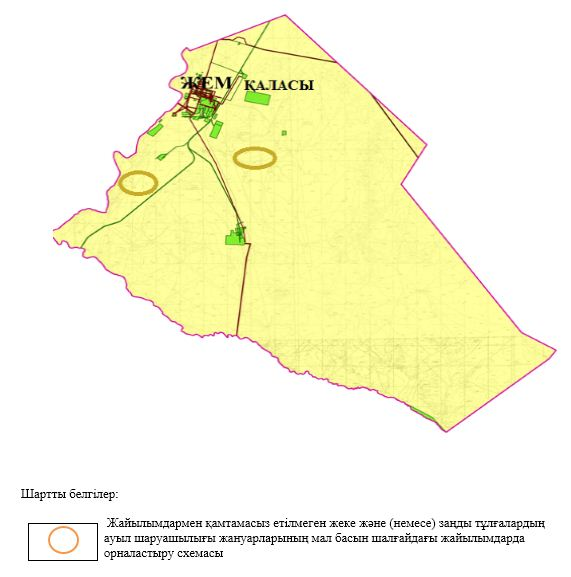 ЖЕМ ҚАЛАСЫ
Шартты белгілер:
Жайылымдармен қамтамасыз етілмеген жеке және (немесе) заңды тұлғалардың
ауыл шаруашылығы жануарларының мал басын шалғайдағы жайылымдарда
орналастыру схемасы